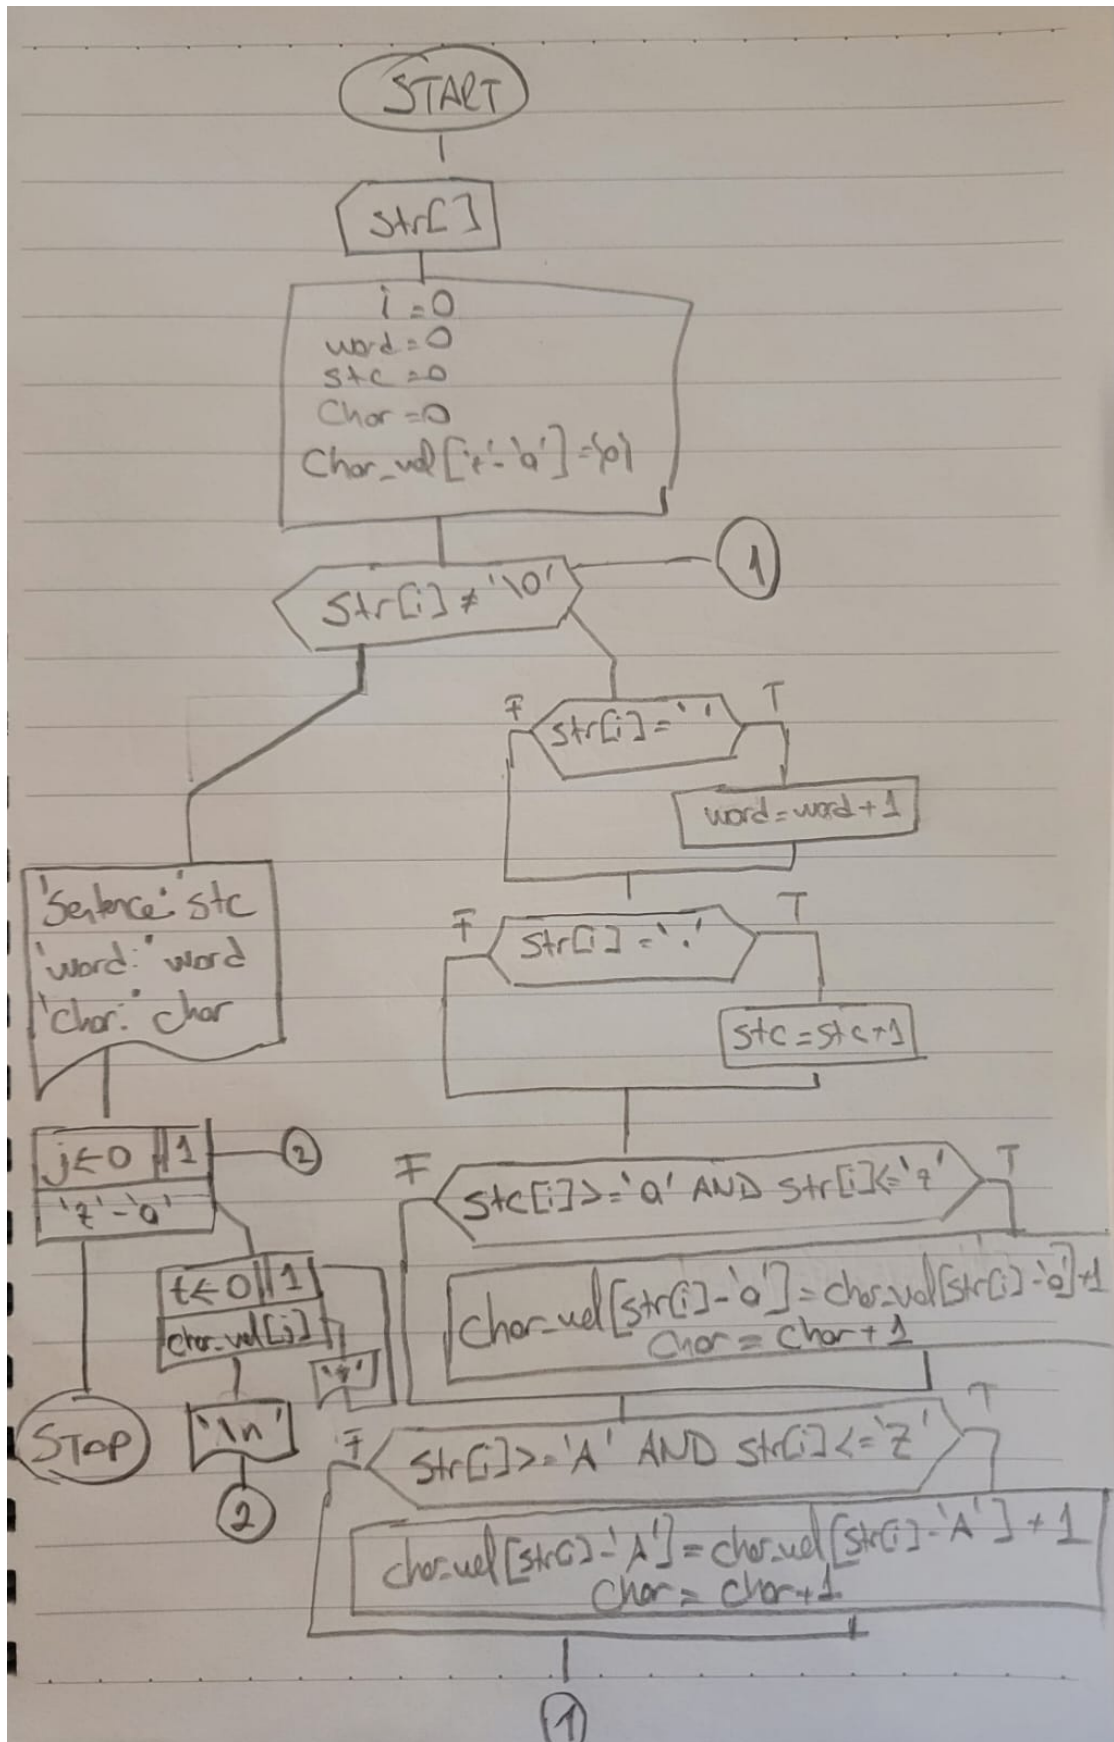 START
str[]
i=0
word=0
stc=0
Char=0
Char_val['z'-'a']={0}
Str[i]≠'\0'
1
F
str[i]=' '
T
word=word+1
F
str[i]='.'
T
stc=stc+1
'Sentence:" stc
'word:" word
'Char:" char
j←0 1
'z'-'a'
2
F
stc[i]>='a' AND str[i]<='z'
T
char_val[str[i]-'a']=char_val[str[i]-'a']+1
char=char+1
t←0 1
char_val[j]
'*'
'\n'
2
STOP
F
str[i]>='A' AND str[i]<='Z'
T
char_val[str[i]-'A']=char_val[str[i]-'A']+1
char=char+1
1